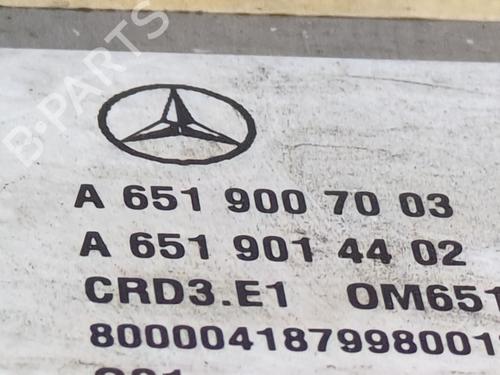 B-PARTS
A 651 900 70 03
A 651 901 44 02
CRD3.E1 OM651
800004187998001